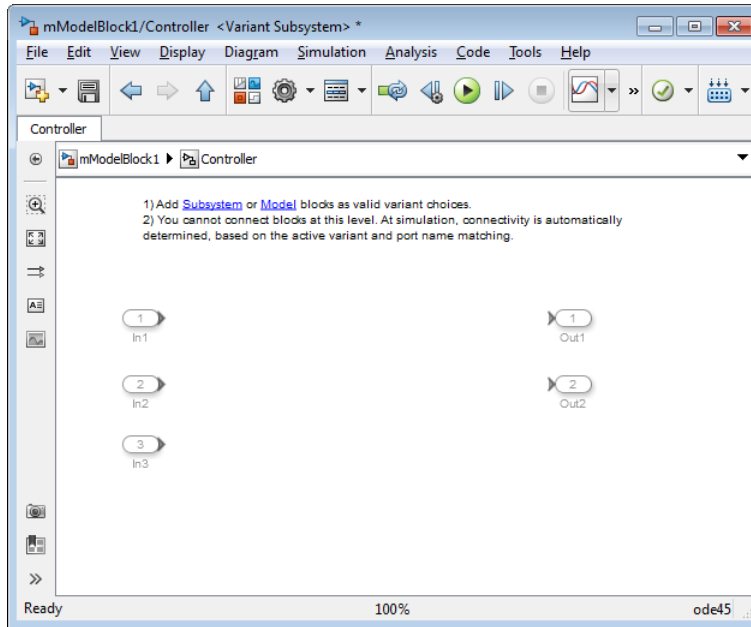 mModelBlock1/Controller <Variant Subsystem> *
File Edit View Display Diagram Simulation Analysis Code Tools Help
»
Controller
mModelBlock1 Controller
1) Add Subsystem or Model blocks as valid variant choices.
2) You cannot connect blocks at this level. At simulation, connectivity is automatically
determined, based on the active variant and port name matching.
1 1
In1 Out1
2 2
In2 Out2
3
In3
Ready 100% ode45